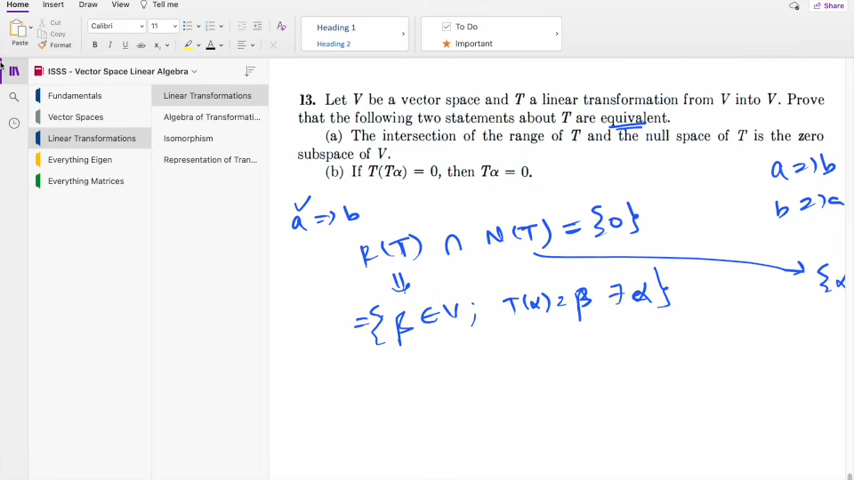 Home Insert Draw View Tell me
Share
Paste
Cut
Copy
Format
Calibri 11
B I U ab x₂ A
Heading 1
Heading 2
To Do
Important
ISSS - Vector Space Linear Algebra
Fundamentals
Vector Spaces
Linear Transformations
Everything Eigen
Everything Matrices
Linear Transformations
Algebra of Transformati...
Isomorphism
Representation of Tran...
13. Let V be a vector space and T a linear transformation from V into V. Prove
that the following two statements about T are equivalent.
(a) The intersection of the range of T and the null space of T is the zero
subspace of V.
(b) If T(Tα) = 0, then Tα = 0.
a => b
b => a
a => b
R(T) ∩ N(T) = {0}
{α
= {β ∈ V; T(α) = β ∃ α}